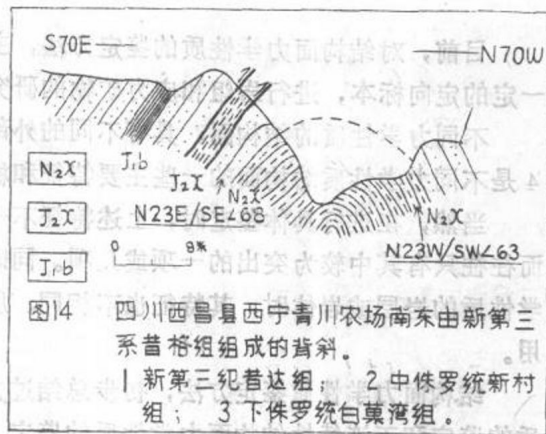 S70E N70W
J₁b
J₂X
N₂X
N₂X
N₂X
J₂X
J₁b
N23E/SE∠68
N23W/SW∠63
0 8米
图14 四川西昌县西宁青川农场南东由新第三
系昔格组组成的背斜。
1 新第三纪昔达组； 2 中侏罗统新村
组； 3 下侏罗统白菓湾组。